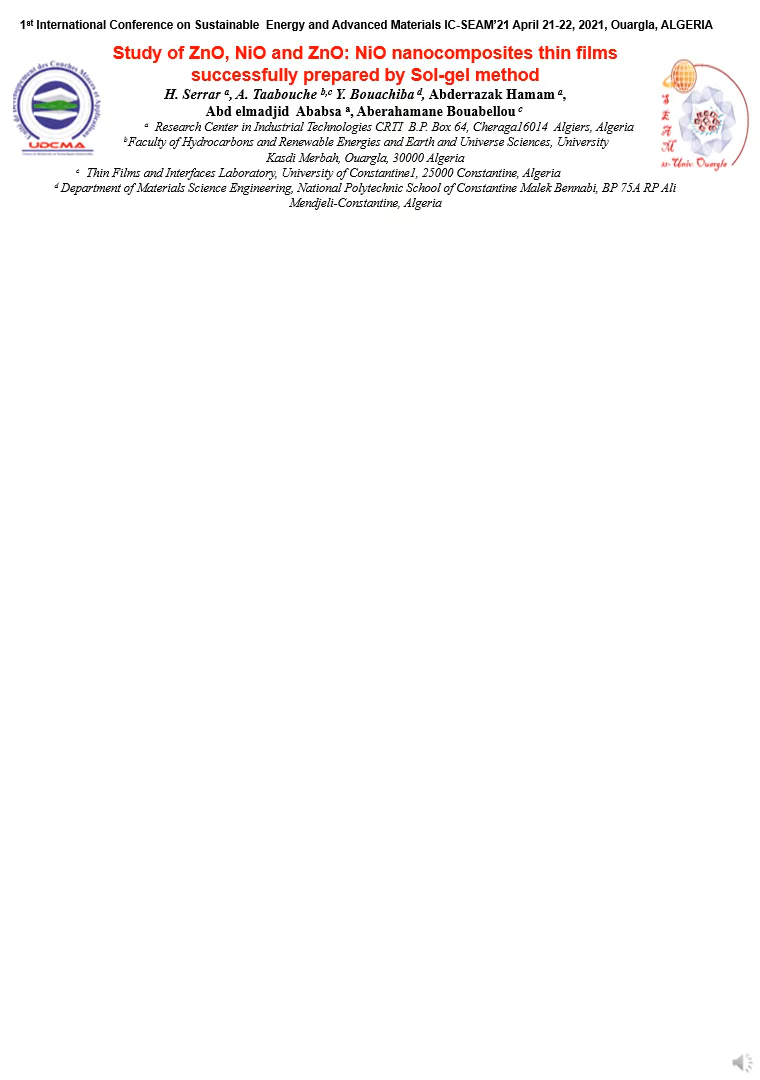 1st International Conference on Sustainable Energy and Advanced Materials IC-SEAM’21 April 21-22, 2021, Ouargla, ALGERIA
Study of ZnO, NiO and ZnO: NiO nanocomposites thin films
successfully prepared by Sol-gel method
H. Serrar a, A. Taabouche b,c Y. Bouachiba d, Abderrazak Hamam a,
Abd elmadjid Ababsa a, Aberahamane Bouabellou c
a Research Center in Industrial Technologies CRTI B.P. Box 64, Cheraga16014 Algiers, Algeria
b Faculty of Hydrocarbons and Renewable Energies and Earth and Universe Sciences, University
Kasdi Merbah, Ouargla, 30000 Algeria
c Thin Films and Interfaces Laboratory, University of Constantine1, 25000 Constantine, Algeria
d Department of Materials Science Engineering, National Polytechnic School of Constantine Malek Bennabi, BP 75A RP Ali
Mendjeli-Constantine, Algeria
UDCMA
SEAM
Univ. Ouargla